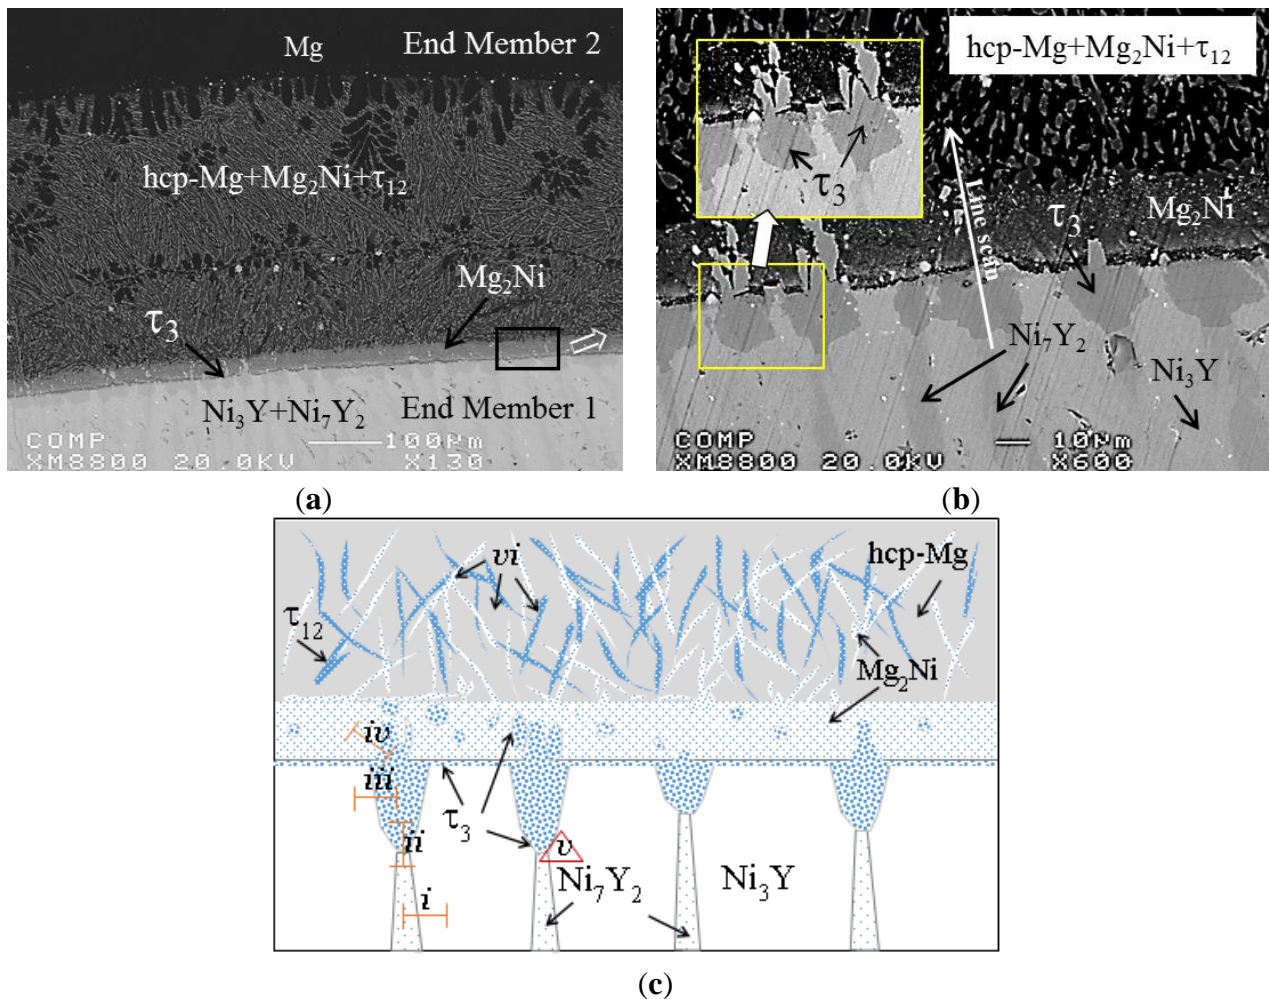 Mg
End Member 2
hcp-Mg+Mg₂Ni+τ₁₂
Mg₂Ni
τ₃
Ni₃Y+Ni₇Y₂
End Member 1
COMP
100μm
XM8800 20.0KV
X130
(a)
hcp-Mg+Mg₂Ni+τ₁₂
τ₃
Line scan
Mg₂Ni
τ₃
Ni₇Y₂
Ni₃Y
COMP
10μm
XM8800 20.0KV
X600
(b)
vi
hcp-Mg
τ₁₂
Mg₂Ni
iv
iii
τ₃
ii
v
i
Ni₇Y₂
Ni₃Y
(c)